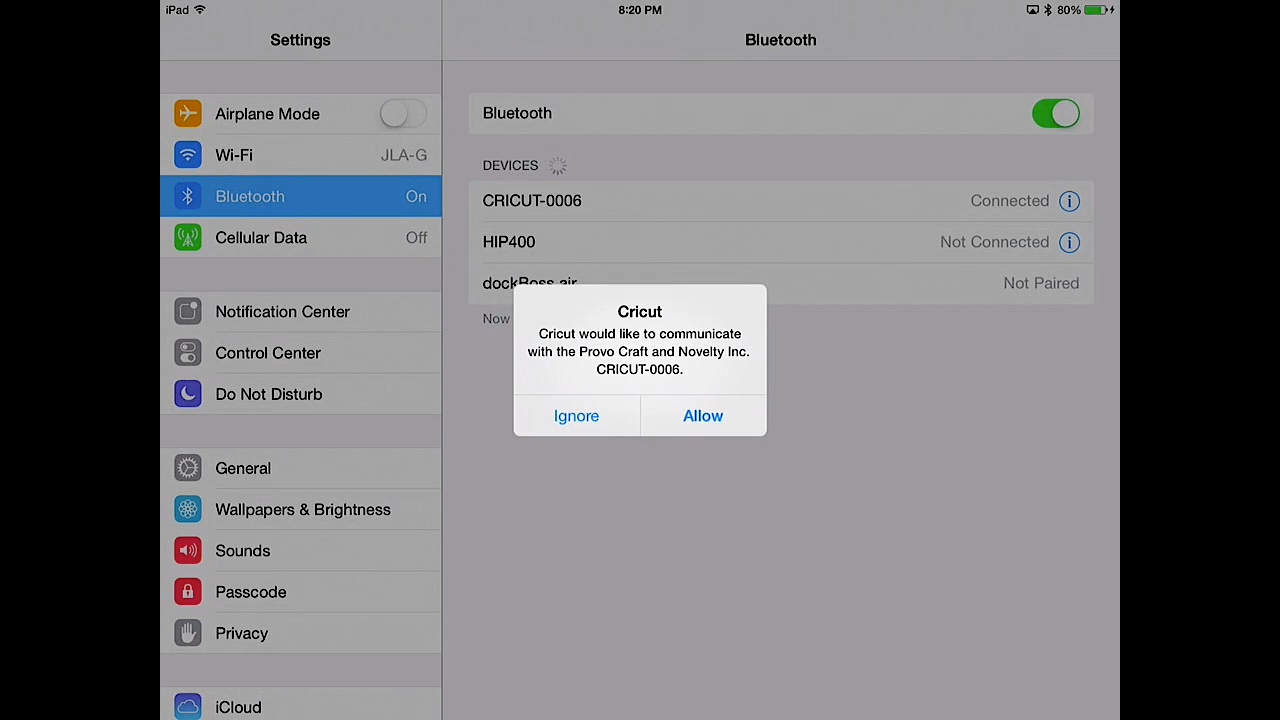 iPad 8:20 PM 80%
Settings
Bluetooth
Airplane Mode
Wi-Fi JLA-G
Bluetooth On
Cellular Data Off
Notification Center
Control Center
Do Not Disturb
General
Wallpapers & Brightness
Sounds
Passcode
Privacy
iCloud
Bluetooth
DEVICES
CRICUT-0006 Connected
HIP400 Not Connected
dockBoss air Not Paired
Now
Cricut
Cricut would like to communicate
with the Provo Craft and Novelty Inc.
CRICUT-0006.
Ignore Allow